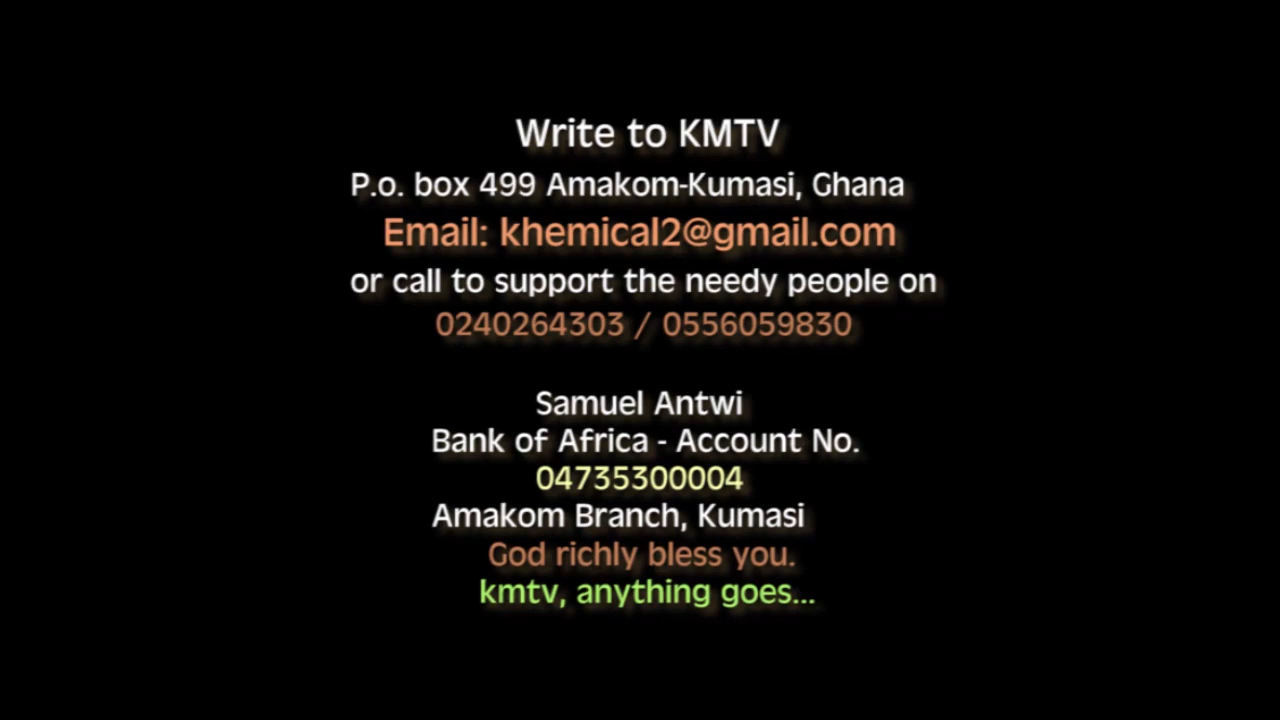 Write to KMTV
P.o. box 499 Amakom-Kumasi, Ghana
Email: khemical2@gmail.com
or call to support the needy people on
0240264303 / 0556059830
Samuel Antwi
Bank of Africa - Account No.
04735300004
Amakom Branch, Kumasi
God richly bless you.
kmtv, anything goes...